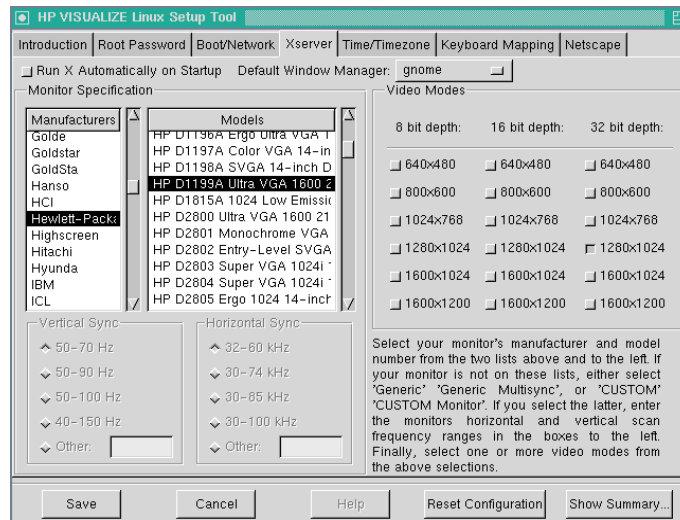 HP VISUALIZE Linux Setup Tool
Introduction Root Password Boot/Network Xserver Time/Timezone Keyboard Mapping Netscape
Run X Automatically on Startup Default Window Manager: gnome
Monitor Specification
Manufacturers
Golde
Goldstar
GoldSta
Hanso
HCI
Hewlett-Packa
Highscreen
Hitachi
Hyunda
IBM
ICL
Models
HP D1196A Ergo Ultra VGA 1
HP D1197A Color VGA 14-in
HP D1198A SVGA 14-inch D
HP D1199A Ultra VGA 1600 2
HP D1815A 1024 Low Emissic
HP D2800 Ultra VGA 1600 21
HP D2801 Monochrome VGA
HP D2802 Entry-Level SVGA
HP D2803 Super VGA 1024i
HP D2804 Super VGA 1024i
HP D2805 Ergo 1024 14-inch
Vertical Sync
50-70 Hz
50-90 Hz
50-100 Hz
40-150 Hz
Other:
Horizontal Sync
32-60 kHz
30-74 kHz
30-85 kHz
30-100 kHz
Other:
Video Modes
8 bit depth: 16 bit depth: 32 bit depth:
640x480 640x480 640x480
800x600 800x600 800x600
1024x768 1024x768 1024x768
1280x1024 1280x1024 1280x1024
1600x1024 1600x1024 1600x1024
1600x1200 1600x1200 1600x1200
Select your monitor's manufacturer and model
number from the two lists above and to the left. If
your monitor is not on these lists, either select
'Generic' 'Generic Multisync', or 'CUSTOM'
'CUSTOM Monitor'. If you select the latter, enter
the monitors horizontal and vertical scan
frequency ranges in the boxes to the left.
Finally, select one or more video modes from
the above selections.
Save Cancel Help Reset Configuration Show Summary...